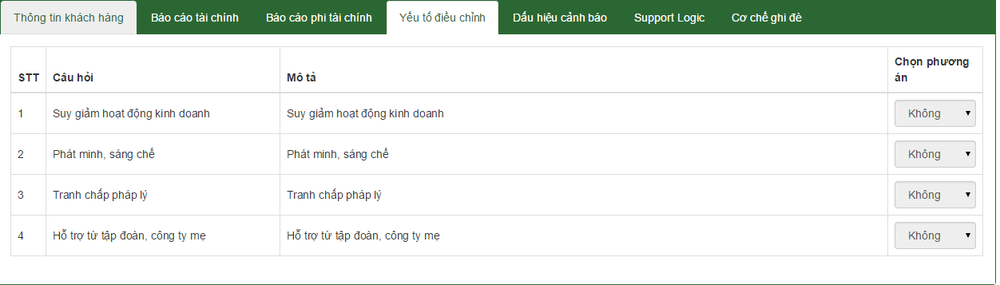 Thông tin khách hàng Báo cáo tài chính Báo cáo phi tài chính Yếu tố điều chỉnh Dấu hiệu cảnh báo Support Logic Cơ chế ghi đè
STT Câu hỏi Mô tả Chọn phương án
1 Suy giảm hoạt động kinh doanh Suy giảm hoạt động kinh doanh Không
2 Phát minh, sáng chế Phát minh, sáng chế Không
3 Tranh chấp pháp lý Tranh chấp pháp lý Không
4 Hỗ trợ từ tập đoàn, công ty mẹ Hỗ trợ từ tập đoàn, công ty mẹ Không